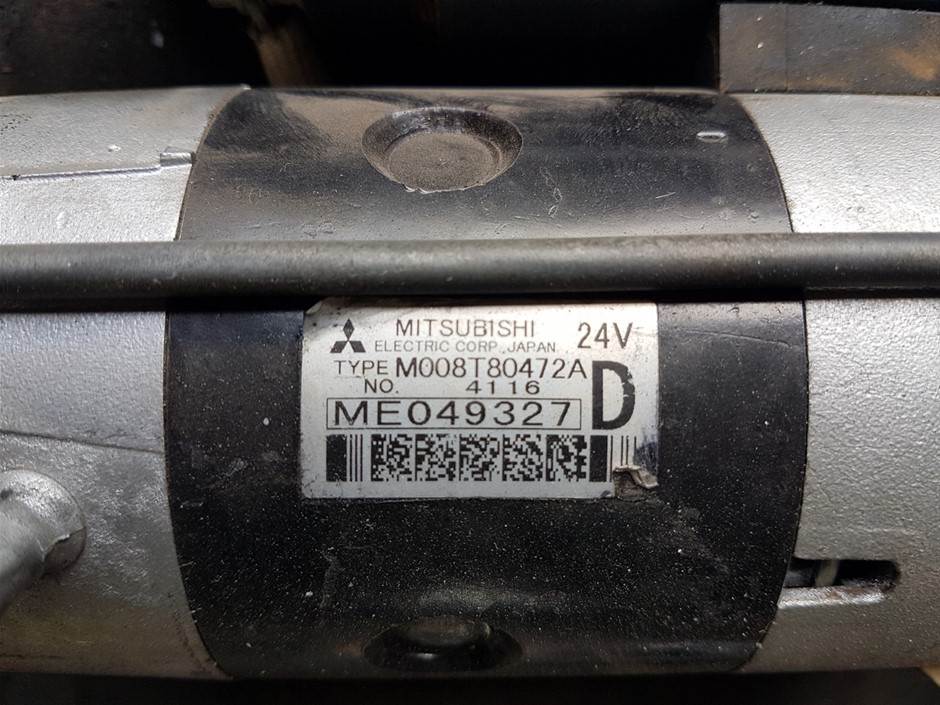 MITSUBISHI 24V
ELECTRIC CORP. JAPAN
TYPE M008T80472A D
NO. 4116
ME049327